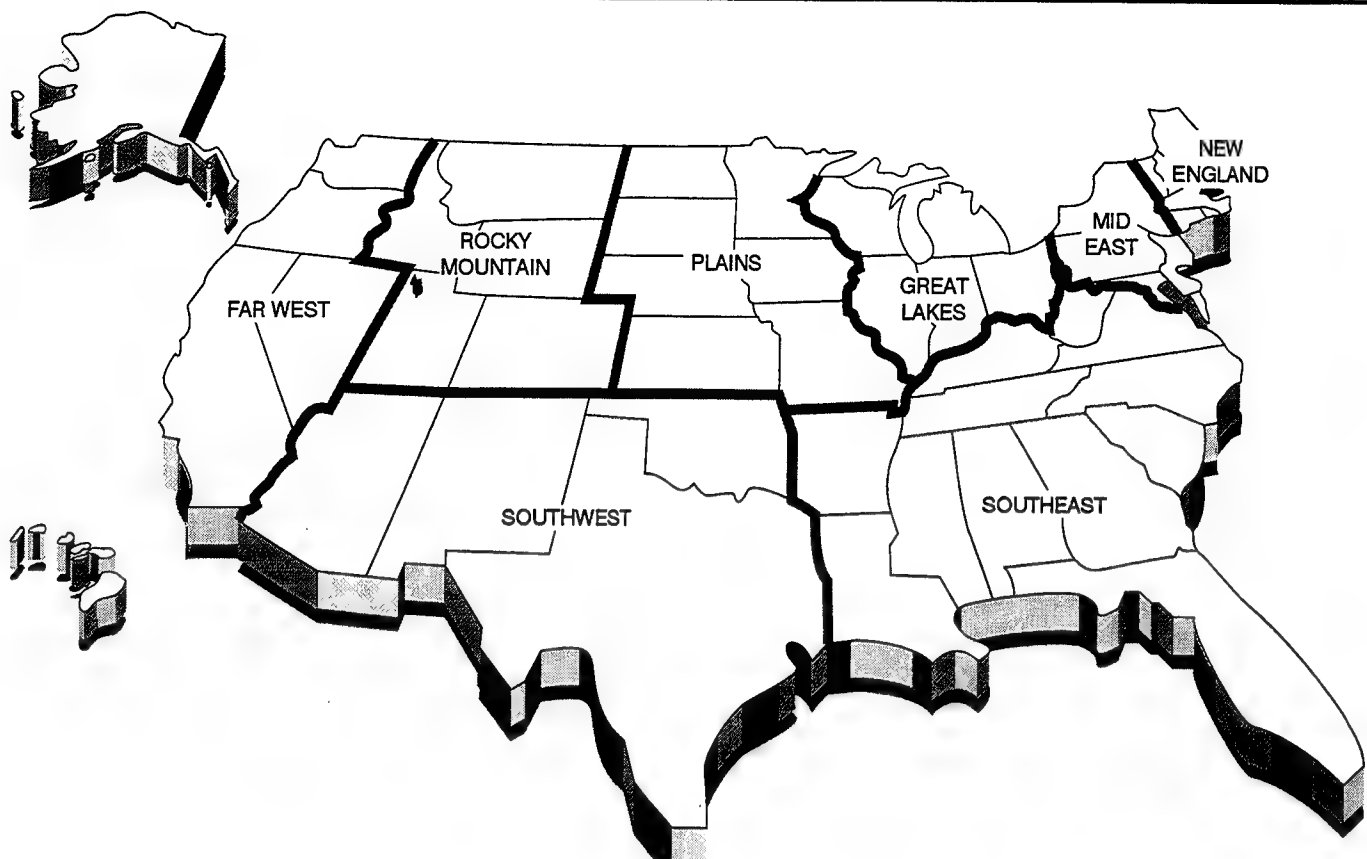 NEW
ENGLAND
MID
EAST
ROCKY
MOUNTAIN
PLAINS
GREAT
LAKES
FAR WEST
SOUTHWEST
SOUTHEAST